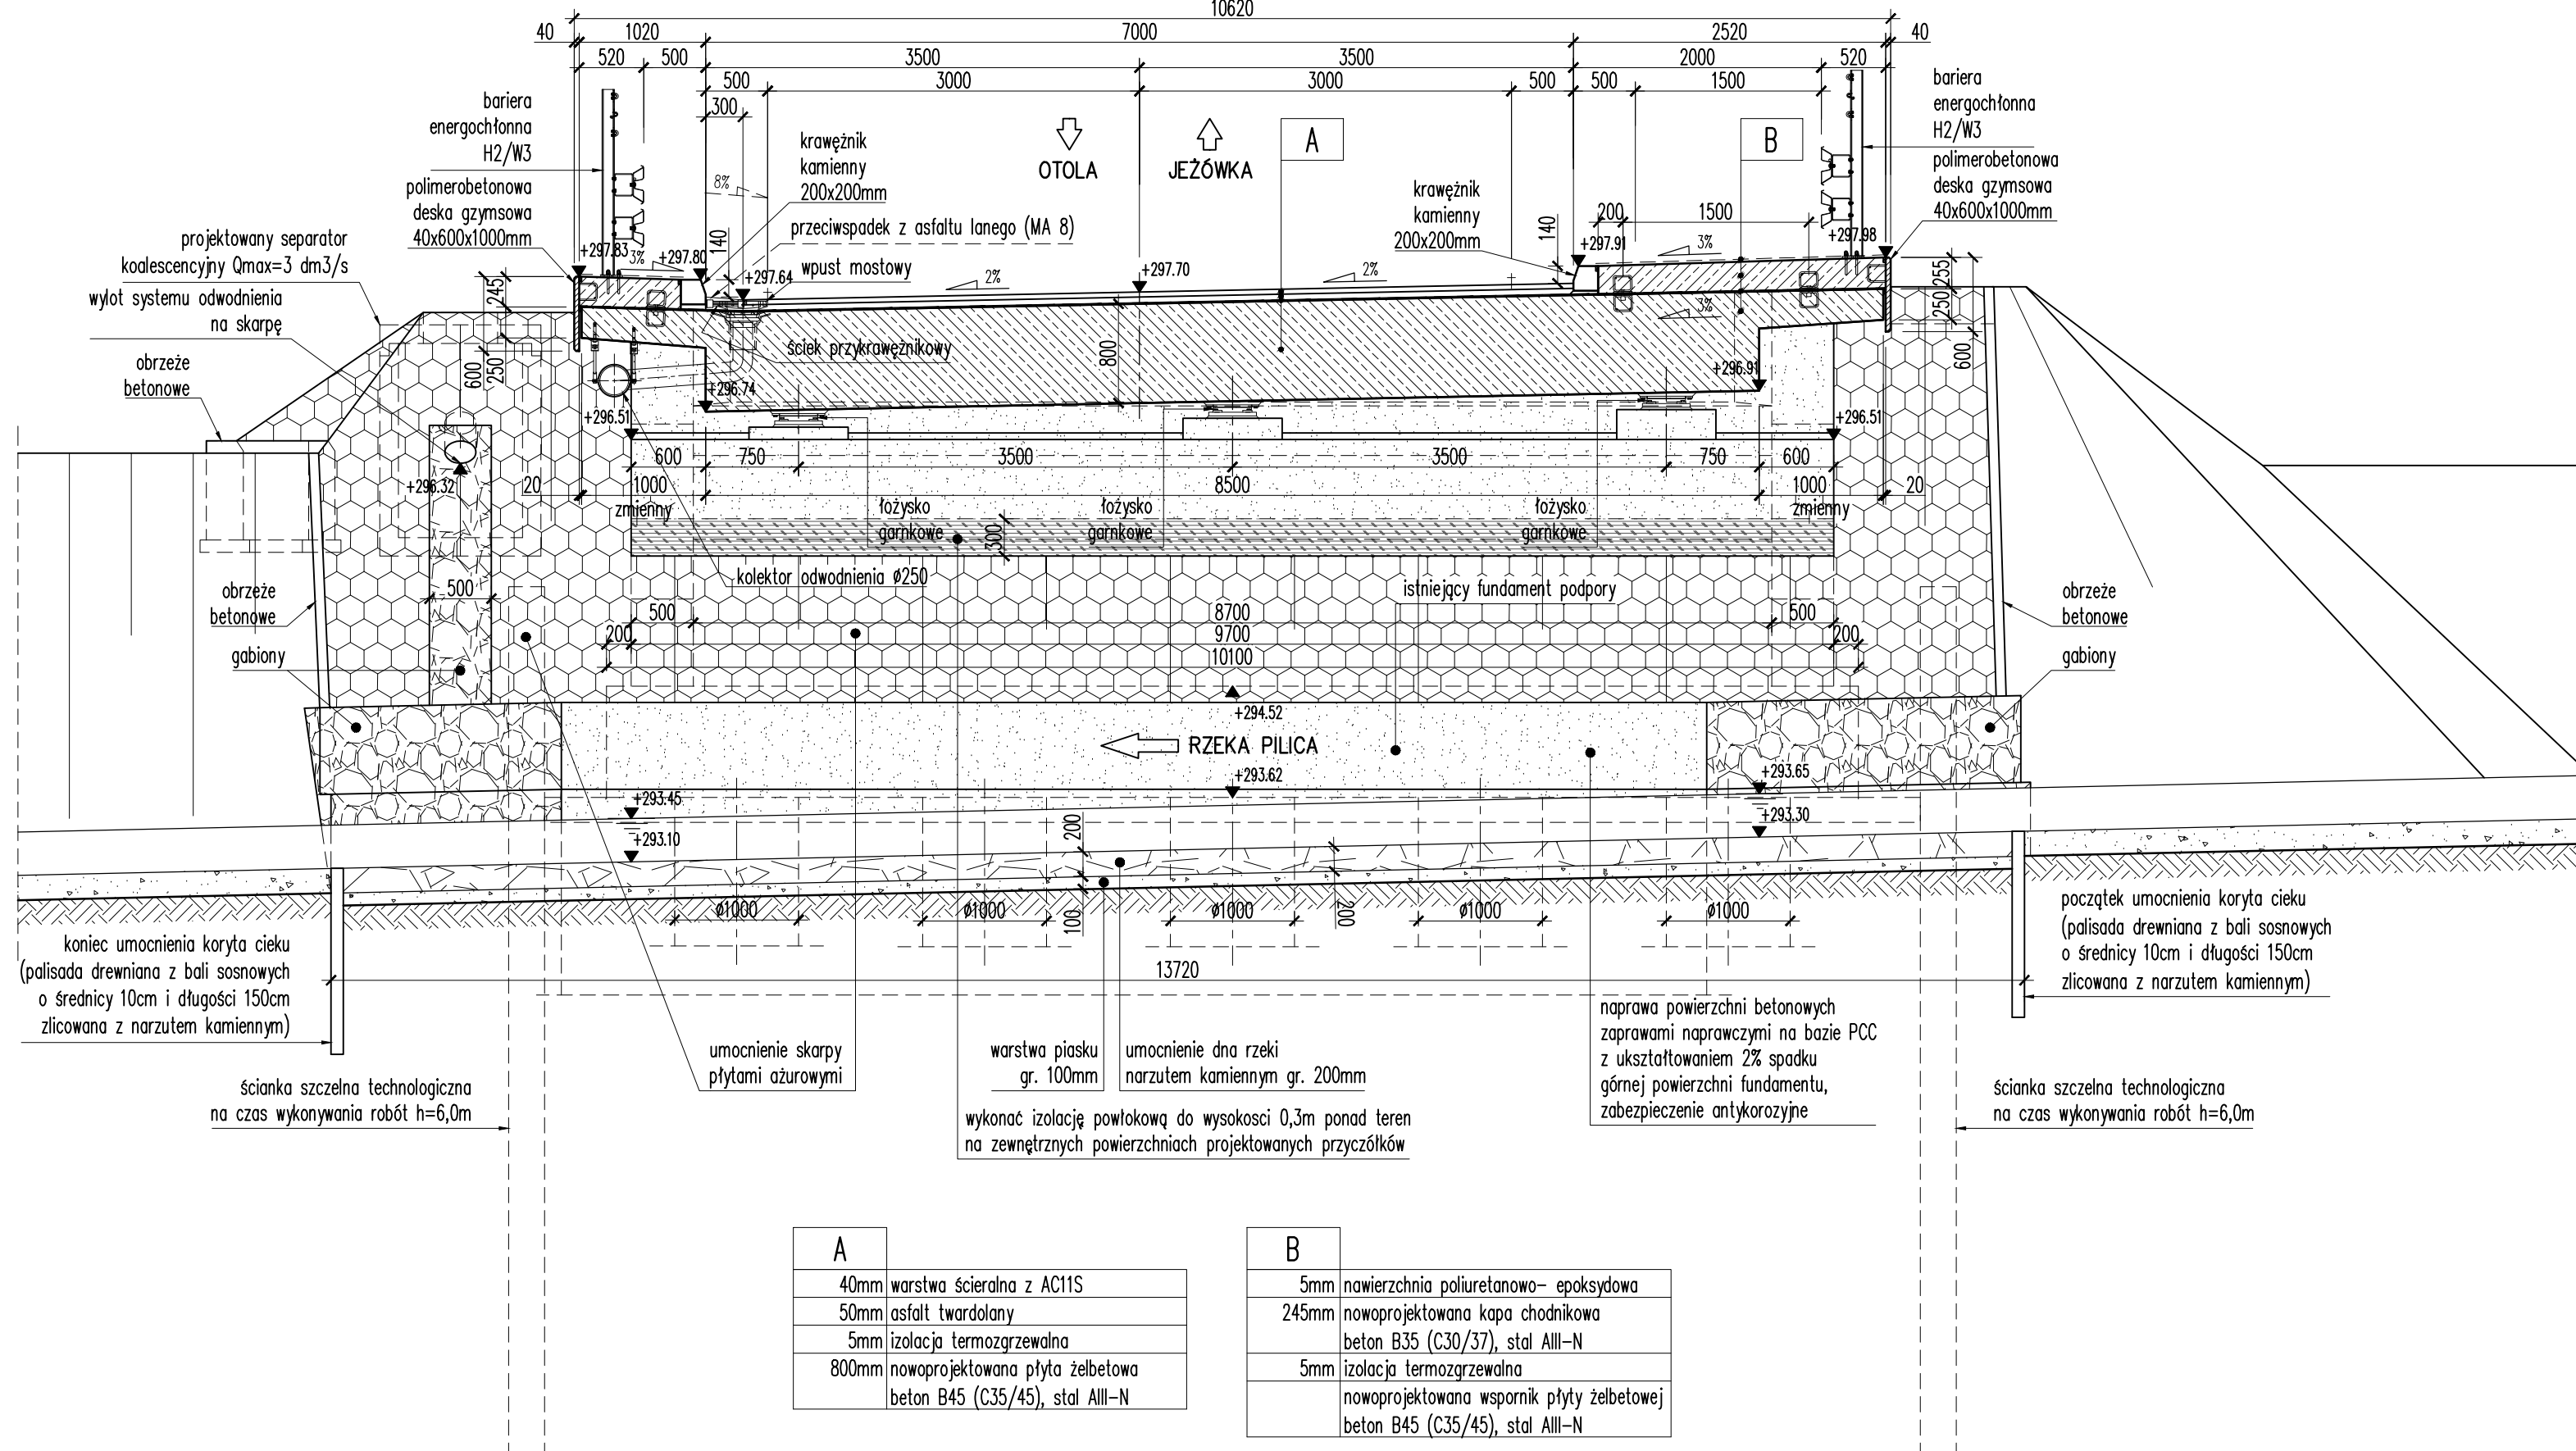 10620
40 1020 7000 2520 40
520 500 3500 3500 2000 520
500 3000 3000 500 500 1500
300
bariera
energochłonna
H2/W3
polimerobetonowa
deska gzymsowa
40x600x1000mm
projektowany separator
koalescencyjny Qmax=3 dm3/s
wylot systemu odwodnienia
na skarpę
obrzeże
betonowe
krawężnik
kamienny
200x200mm
8%
przeciwspadek z asfaltu lanego (MA 8)
wpust mostowy
140
OTOLA
JEŻÓWKA
A
B
krawężnik
kamienny
200x200mm
140
200 1500
bariera
energochłonna
H2/W3
polimerobetonowa
deska gzymsowa
40x600x1000mm
+297.83
3%
+297.80
+297.64
2%
+297.70
2%
+297.91
3%
+297.98
3%
245
600
250
255
250
600
ściek przykrawężnikowy
800
+296.74
+296.91
+296.51
+296.51
600 750 3500 3500 750 600
+296.32
20 1000 8500 1000 20
zmienny
zmienny
łożysko
garnkowe
łożysko
garnkowe
łożysko
garnkowe
300
kolektor odwodnienia ø250
istniejący fundament podpory
500
500 8700 500
200 9700 200
10100
obrzeże
betonowe
gabiony
obrzeże
betonowe
gabiony
+294.52
RZEKA PILICA
+293.62
+293.65
+293.30
+293.45
+293.10
200
100
200
ø1000 ø1000 ø1000 ø1000 ø1000
13720
koniec umocnienia koryta cieku
(palisada drewniana z bali sosnowych
o średnicy 10cm i długości 150cm
zlicowana z narzutem kamiennym)
początek umocnienia koryta cieku
(palisada drewniana z bali sosnowych
o średnicy 10cm i długości 150cm
zlicowana z narzutem kamiennym)
ścianka szczelna technologiczna
na czas wykonywania robót h=6,0m
umocnienie skarpy
płytami ażurowymi
warstwa piasku
gr. 100mm
umocnienie dna rzeki
narzutem kamiennym gr. 200mm
wykonać izolację powłokową do wysokosci 0,3m ponad teren
na zewnętrznych powierzchniach projektowanych przyczółków
naprawa powierzchni betonowych
zaprawami naprawczymi na bazie PCC
z ukształtowaniem 2% spadku
górnej powierzchni fundamentu,
zabezpieczenie antykorozyjne
ścianka szczelna technologiczna
na czas wykonywania robót h=6,0m
A
40mm warstwa ścieralna z AC11S
50mm asfalt twardolany
5mm izolacja termozgrzewalna
800mm nowoprojektowana płyta żelbetowa
beton B45 (C35/45), stal AIII-N
B
5mm nawierzchnia poliuretanowo- epoksydowa
245mm nowoprojektowana kapa chodnikowa
beton B35 (C30/37), stal AIII-N
5mm izolacja termozgrzewalna
nowoprojektowana wspornik płyty żelbetowej
beton B45 (C35/45), stal AIII-N